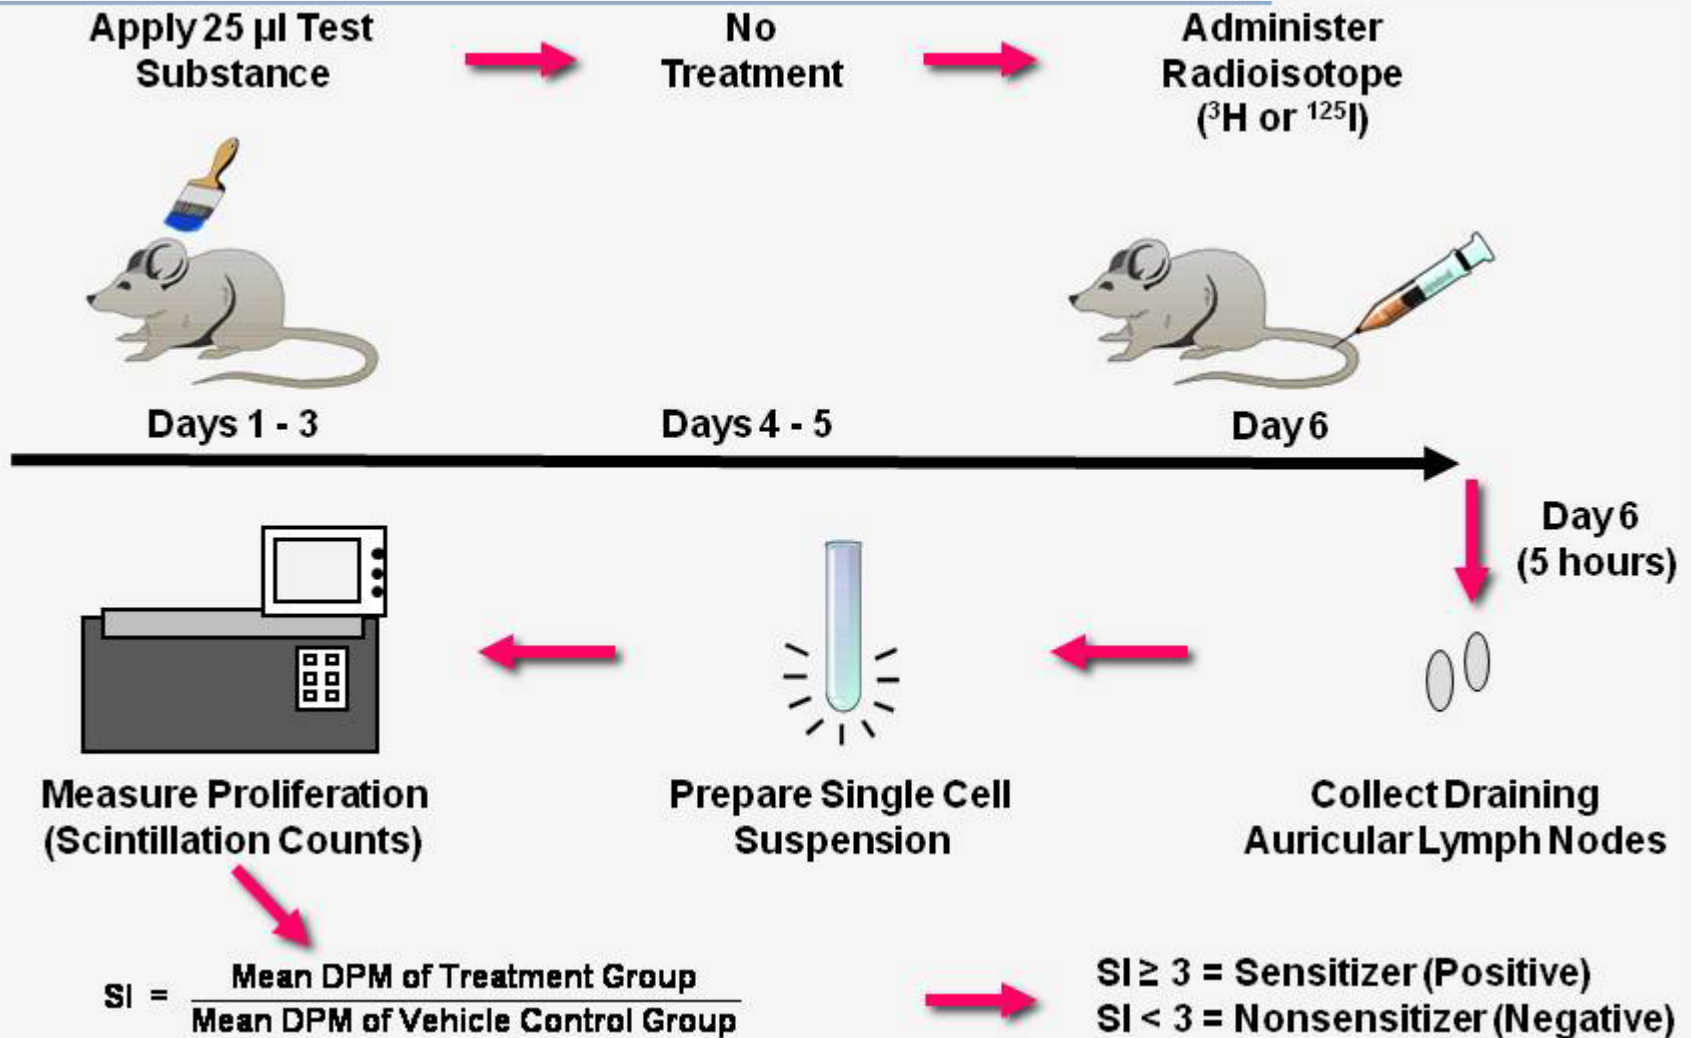 Apply 25 µl Test
Substance
No
Treatment
Administer
Radioisotope
(³H or ¹²⁵I)
Days 1 - 3
Days 4 - 5
Day 6
Day 6
(5 hours)
Measure Proliferation
(Scintillation Counts)
Prepare Single Cell
Suspension
Collect Draining
Auricular Lymph Nodes
SI =
Mean DPM of Treatment Group
Mean DPM of Vehicle Control Group
SI ≥ 3 = Sensitizer (Positive)
SI < 3 = Nonsensitizer (Negative)